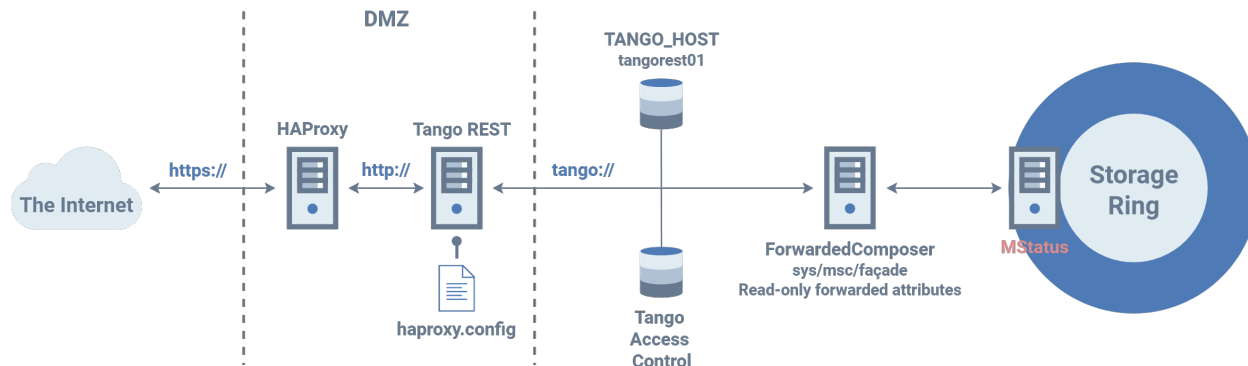 DMZ
The Internet
https://
HAProxy
http://
Tango REST
haproxy.config
tango://
TANGO_HOST
tangorest01
Tango
Access
Control
ForwardedComposer
sys/msc/façade
Read-only forwarded attributes
MStatus
Storage
Ring